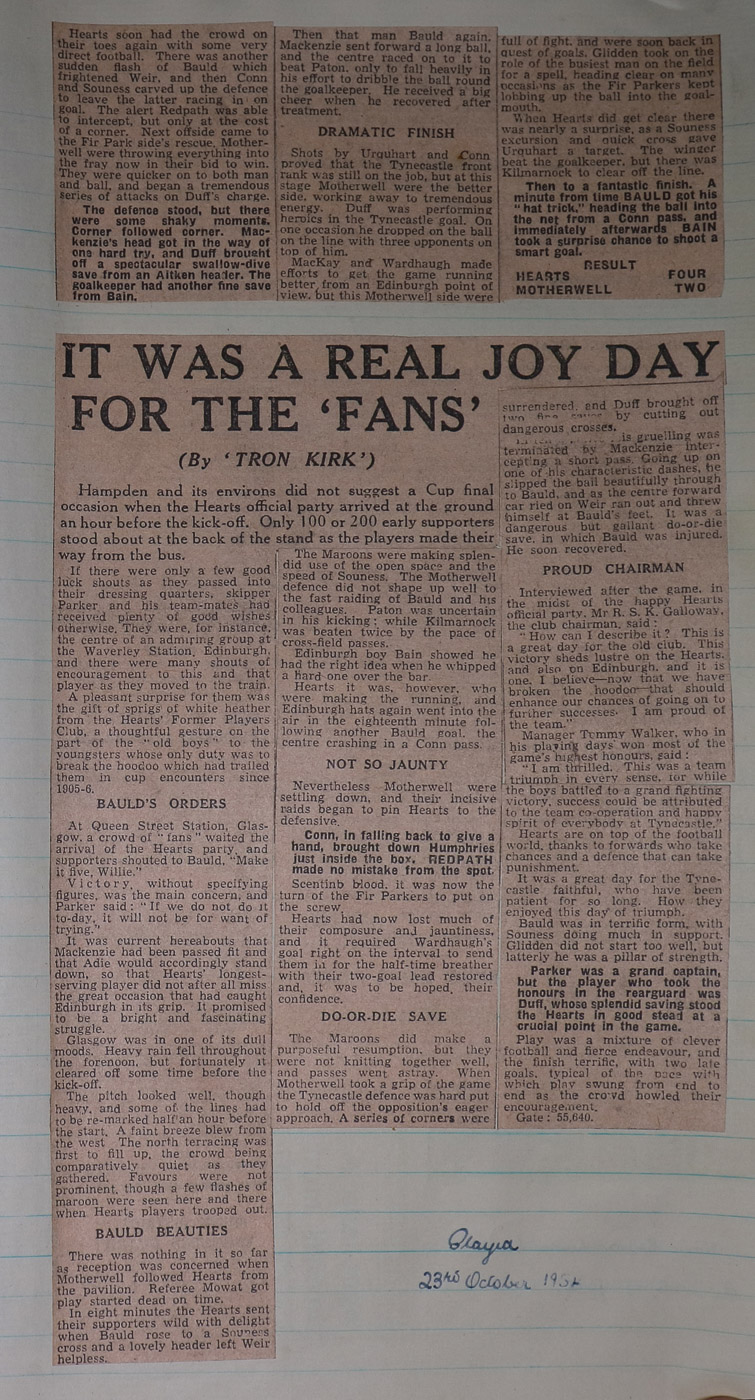 Hearts soon had the crowd on
their toes again with some very
direct football. There was another
sudden flash of Bauld which
frightened Weir, and then Conn
and Souness carved up the defence
to leave the latter racing in on
goal. The alert Redpath was able
to intercept, but only at the cost
of a corner. Next offside came to
the Fir Park side's rescue. Mother-
well were throwing everything into
the fray now in their bid to win.
They were quicker on to both man
and ball, and began a tremendous
series of attacks on Duff's charge.
The defence stood, but there
were some shaky moments.
Corner followed corner. Mac-
kenzie's head got in the way of
one hard try, and Duff brought
off a spectacular swallow-dive
save from an Aitken header. The
goalkeeper had another fine save
from Bain.
Then that man Bauld again.
Mackenzie sent forward a long ball,
and the centre raced on to it to
beat Paton, only to fall heavily in
his effort to dribble the ball round
the goalkeeper. He received a big
cheer when he recovered after
treatment.
DRAMATIC FINISH
Shots by Urquhart and Conn
proved that the Tynecastle front
rank was still on the job, but at this
stage Motherwell were the better
side, working away to tremendous
energy. Duff was performing
heroics in the Tynecastle goal. On
one occasion he dropped on the ball
on the line with three opponents on
top of him.
MacKay and Wardhaugh made
efforts to get the game running
better, from an Edinburgh point of
view, but this Motherwell side were
full of fight, and were soon back in
quest of goals. Glidden took on the
role of the busiest man on the field
for a spell, heading clear on many
occasions as the Fir Parkers kept
lobbing up the ball into the goal-
mouth.
When Hearts did get clear there
was nearly a surprise, as a Souness
excursion and quick cross gave
Urquhart a target. The winger
beat the goalkeeper, but there was
Kilmarnock to clear off the line.
Then to a fantastic finish. A
minute from time BAULD got his
"hat trick," heading the ball into
the net from a Conn pass, and
immediately afterwards BAIN
took a surprise chance to shoot a
smart goal.
RESULT
HEARTS FOUR
MOTHERWELL TWO
IT WAS A REAL JOY DAY
FOR THE 'FANS'
(By 'TRON KIRK')
Hampden and its environs did not suggest a Cup final
occasion when the Hearts official party arrived at the ground
an hour before the kick-off. Only 100 or 200 early supporters
stood about at the back of the stand as the players made their
way from the bus.
If there were only a few good
luck shouts as they passed into
their dressing quarters, skipper
Parker and his team-mates had
received plenty of good wishes
otherwise. They were, for instance,
the centre of an admiring group at
the Waverley Station, Edinburgh,
and there were many shouts of
encouragement to this and that
player as they moved to the train.
A pleasant surprise for them was
the gift of sprigs of white heather
from the Hearts' Former Players
Club, a thoughtful gesture on the
part of the "old boys" to the
youngsters whose only duty was to
break the hoodoo which had trailed
them in cup encounters since
1905-6.
BAULD'S ORDERS
At Queen Street Station, Glas-
gow, a crowd of "fans" waited the
arrival of the Hearts party, and
supporters shouted to Bauld, "Make
it five, Willie."
Victory, without specifying
figures, was the main concern, and
Parker said: "If we do not do it
to-day, it will not be for want of
trying."
It was current hereabouts that
Mackenzie had been passed fit and
that Adie would accordingly stand
down, so that Hearts' longest-
serving player did not after all miss
the great occasion that had caught
Edinburgh in its grip. It promised
to be a bright and fascinating
struggle.
Glasgow was in one of its dull
moods. Heavy rain fell throughout
the forenoon, but fortunately it
cleared off some time before the
kick-off.
The pitch looked well, though
heavy, and some of the lines had
to be re-marked half an hour before
the start. A faint breeze blew from
the west The north terracing was
first to fill up, the crowd being
comparatively quiet as they
gathered. Favours were not
prominent, though a few flashes of
maroon were seen here and there
when Hearts players trooped out.
BAULD BEAUTIES
There was nothing in it so far
as reception was concerned when
Motherwell followed Hearts from
the pavilion. Referee Mowat got
play started dead on time.
In eight minutes the Hearts sent
their supporters wild with delight
when Bauld rose to a Souness
cross and a lovely header left Weir
helpless.
The Maroons were making splen-
did use of the open space and the
speed of Souness. The Motherwell
defence did not shape up well to
the fast raiding of Bauld and his
colleagues. Paton was uncertain
in his kicking; while Kilmarnock
was beaten twice by the pace of
cross-field passes.
Edinburgh boy Bain showed he
had the right idea when he whipped
a hard one over the bar.
Hearts it was, however, who
were making the running, and
Edinburgh hats again went into the
air in the eighteenth minute fol-
lowing another Bauld goal, the
centre crashing in a Conn pass.
NOT SO JAUNTY
Nevertheless Motherwell were
settling down, and their incisive
raids began to pin Hearts to the
defensive.
Conn, in falling back to give a
hand, brought down Humphries
just inside the box. REDPATH
made no mistake from the spot.
Scentinb blood, it was now the
turn of the Fir Parkers to put on
the screw.
Hearts had now lost much of
their composure and jauntiness,
and it required Wardhaugh's
goal right on the interval to send
them in for the half-time breather
with their two-goal lead restored
and, it was to be hoped, their
confidence.
DO-OR-DIE SAVE
The Maroons did make a
purposeful resumption, but they
were not knitting together well,
and passes went astray. When
Motherwell took a grip of the game
the Tynecastle defence was hard put
to hold off the opposition's eager
approach. A series of corners were
surrendered, and Duff brought off
two fine by cutting out
dangerous crosses.
is gruelling was
terminated by Mackenzie inter-
cepting a short pass. Going up on
one of his characteristic dashes, he
slipped the ball beautifully through
to Bauld, and as the centre forward
car ried on Weir ran out and threw
himself at Bauld's feet. It was a
dangerous but gallant do-or-die
save, in which Bauld was injured.
He soon recovered.
PROUD CHAIRMAN
Interviewed after the game, in
the midst of the happy Hearts
official party, Mr R. S. K. Galloway,
the club chairman, said:
"How can I describe it? This is
a great day for the old club. This
victory sheds lustre on the Hearts,
and also on Edinburgh, and it is
one, I believe—now that we have
broken the hoodoo—that should
enhance our chances of going on to
further successes. I am proud of
the team."
Manager Tommy Walker, who in
his playing days won most of the
game's highest honours, said:
"I am thrilled. This was a team
triumph in every sense, for while
the boys battled to a grand fighting
victory, success could be attributed
to the team co-operation and happy
spirit of everybody at Tynecastle."
Hearts are on top of the football
world, thanks to forwards who take
chances and a defence that can take
punishment.
It was a great day for the Tyne-
castle faithful, who have been
patient for so long. How they
enjoyed this day of triumph.
Bauld was in terrific form, with
Souness doing much in support.
Glidden did not start too well, but
latterly he was a pillar of strength.
Parker was a grand captain,
but the player who took the
honours in the rearguard was
Duff, whose splendid saving stood
the Hearts in good stead at a
crucial point in the game.
Play was a mixture of clever
football and fierce endeavour, and
the finish terrific, with two late
goals, typical of the pace with
which play swung from end to
end as the crowd howled their
encouragement.
Gate: 55,640.
Played
23rd October 1954